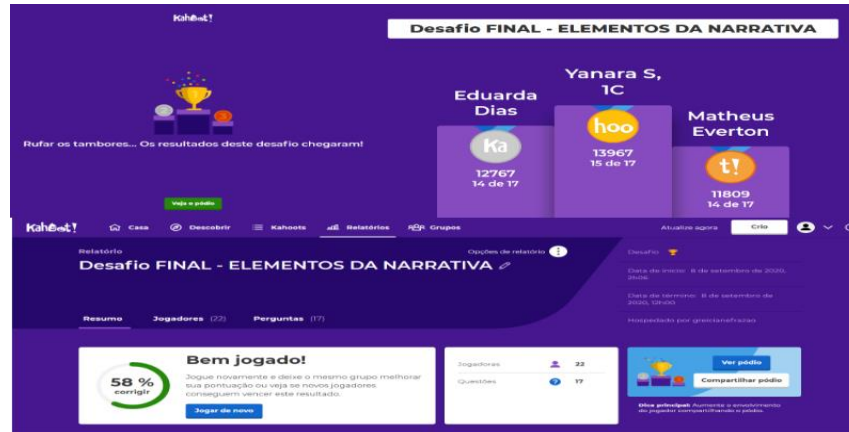 Kahoot!
Desafio FINAL - ELEMENTOS DA NARRATIVA
Rufar os tambores... Os resultados deste desafio chegaram!
Veja o pódio
Eduarda
Dias
Ka
12767
14 de 17
Yanara S,
1C
hoo
13967
15 de 17
Matheus
Everton
t!
11809
14 de 17
Kahoot!
Casa
Descobrir
Kahoots
Relatórios
Grupos
Atualize agora
Crio
Relatório
Opções de relatório
Desafio FINAL - ELEMENTOS DA NARRATIVA
Resumo
Jogadores (22)
Perguntas (17)
Desafio
Data de início: 8 de setembro de 2020,
Data de término: 8 de setembro de
2020, 12h00
Hospedado por
58 %
corrigir
Bem jogado!
Jogue novamente e deixe o mesmo grupo melhorar
sua pontuação ou veja se novos jogadores
conseguem vencer este resultado.
Jogar de novo
Jogadores 22
Questões 17
Ver pódio
Compartilhar pódio
Dica principal: Aumente o envolvimento
do jogador compartilhando o pódio.